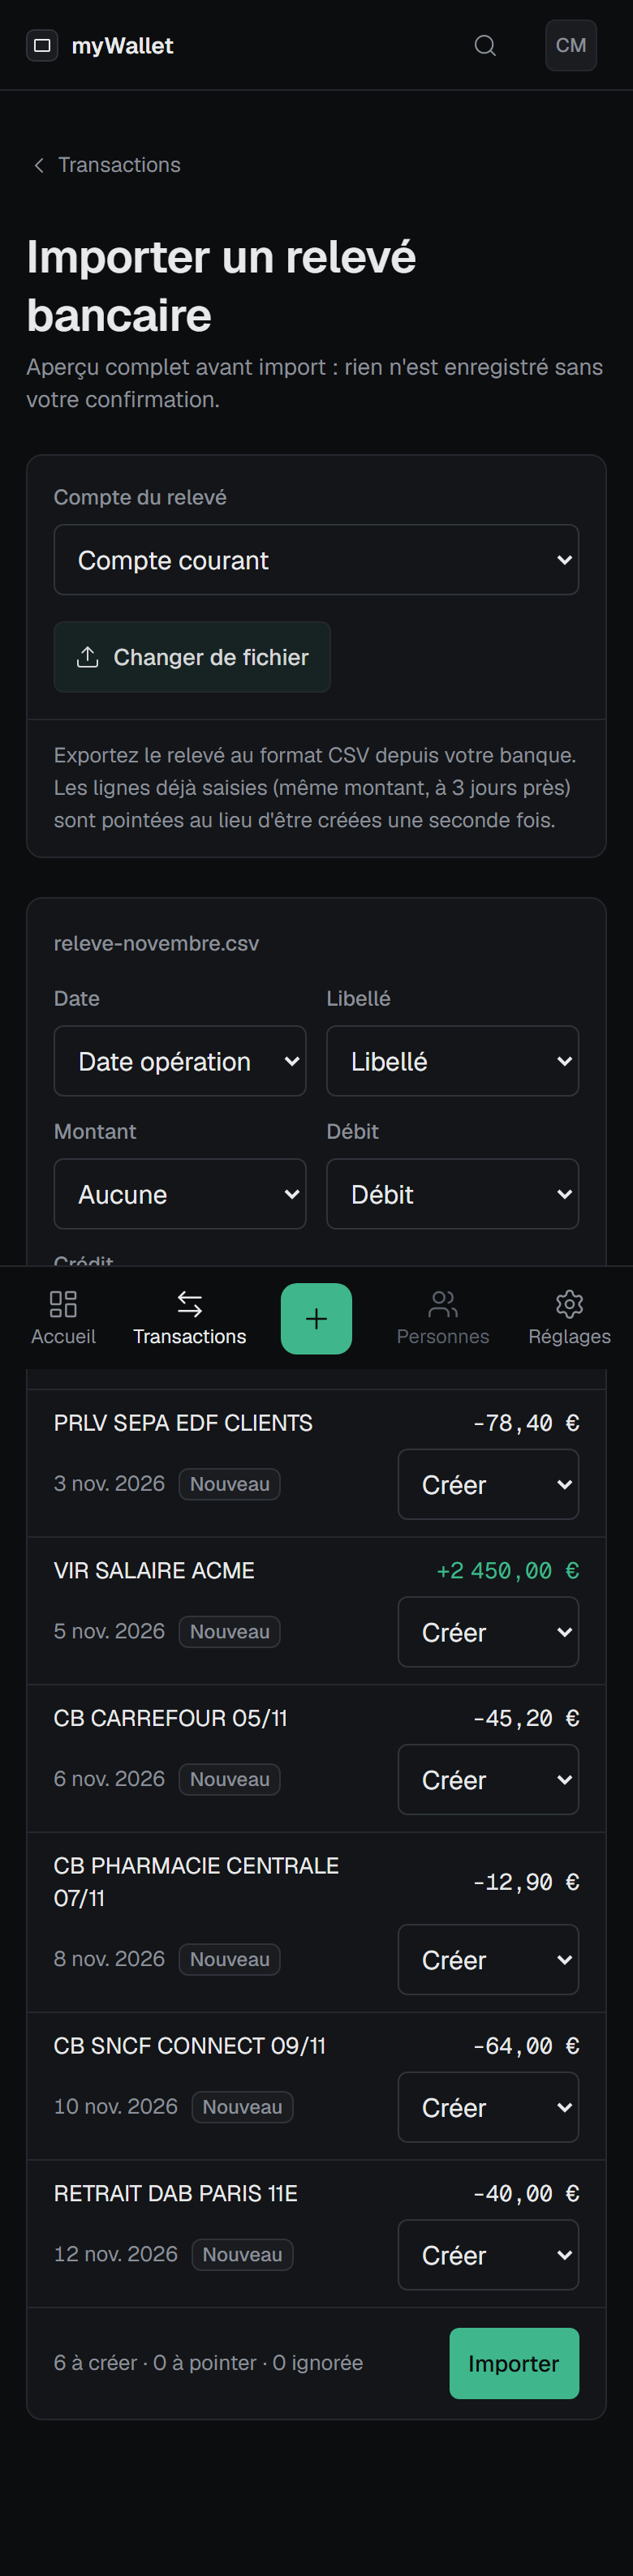 myWallet
CM
Transactions
Importer un relevé
bancaire
Aperçu complet avant import : rien n'est enregistré sans
votre confirmation.
Compte du relevé
Compte courant
Changer de fichier
Exportez le relevé au format CSV depuis votre banque.
Les lignes déjà saisies (même montant, à 3 jours près)
sont pointées au lieu d'être créées une seconde fois.
releve-novembre.csv
Date Libellé
Date opération Libellé
Montant Débit
Aucune Débit
Crédit
Accueil Transactions Personnes Réglages
PRLV SEPA EDF CLIENTS -78,40 €
3 nov. 2026 Nouveau Créer
VIR SALAIRE ACME +2 450,00 €
5 nov. 2026 Nouveau Créer
CB CARREFOUR 05/11 -45,20 €
6 nov. 2026 Nouveau Créer
CB PHARMACIE CENTRALE
07/11 -12,90 €
8 nov. 2026 Nouveau Créer
CB SNCF CONNECT 09/11 -64,00 €
10 nov. 2026 Nouveau Créer
RETRAIT DAB PARIS 11E -40,00 €
12 nov. 2026 Nouveau Créer
6 à créer · 0 à pointer · 0 ignorée Importer